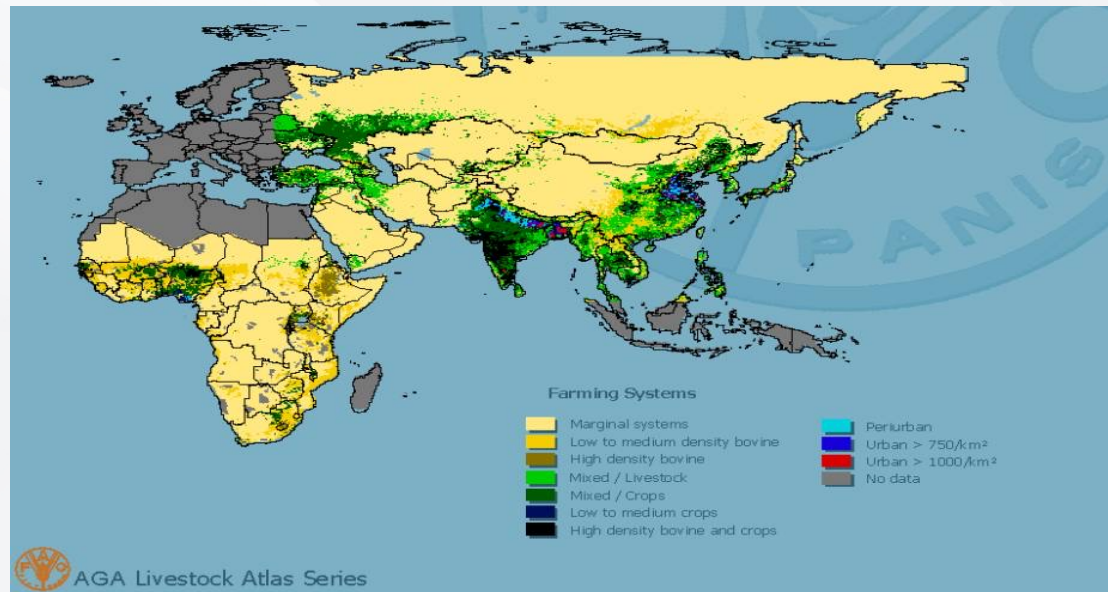 PANIS
Farming Systems
Marginal systems
Low to medium density bovine
High density bovine
Mixed / Livestock
Mixed / Crops
Low to medium crops
High density bovine and crops
Periurban
Urban > 750/km²
Urban > 1000/km²
No data
FAO
AGA Livestock Atlas Series